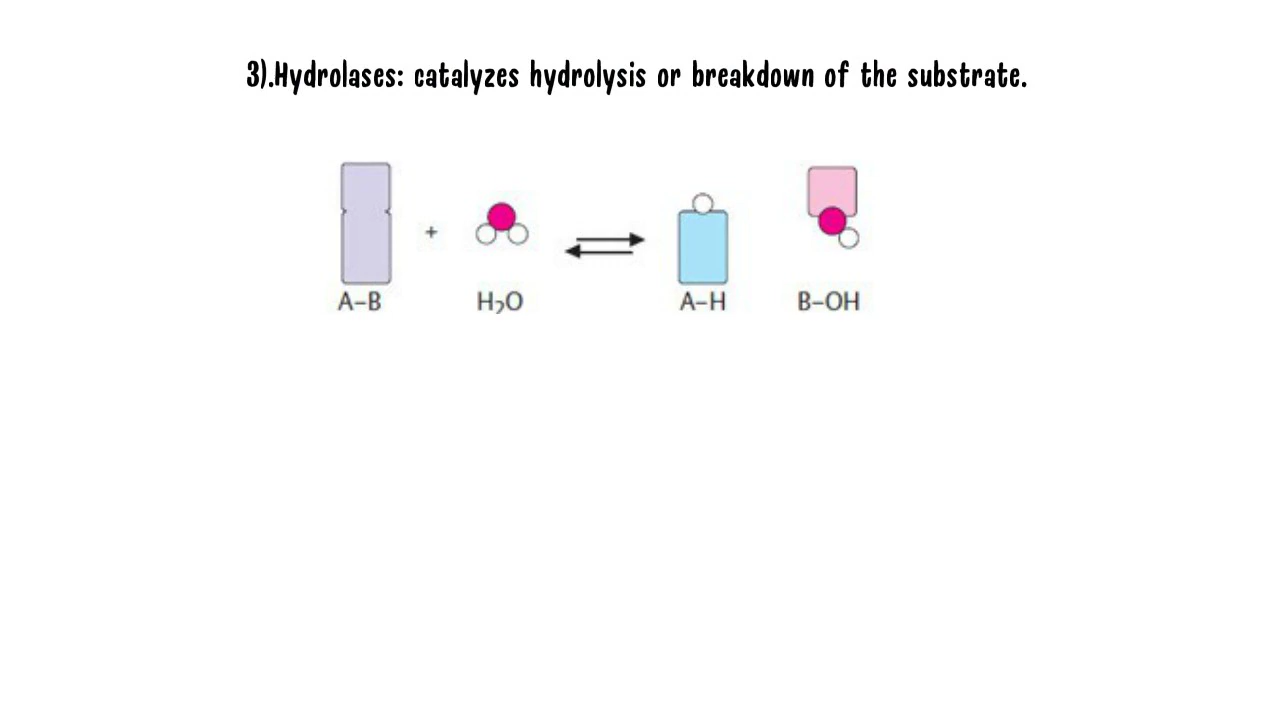 3).Hydrolases: catalyzes hydrolysis or breakdown of the substrate.
+
A–B H₂O A–H B–OH